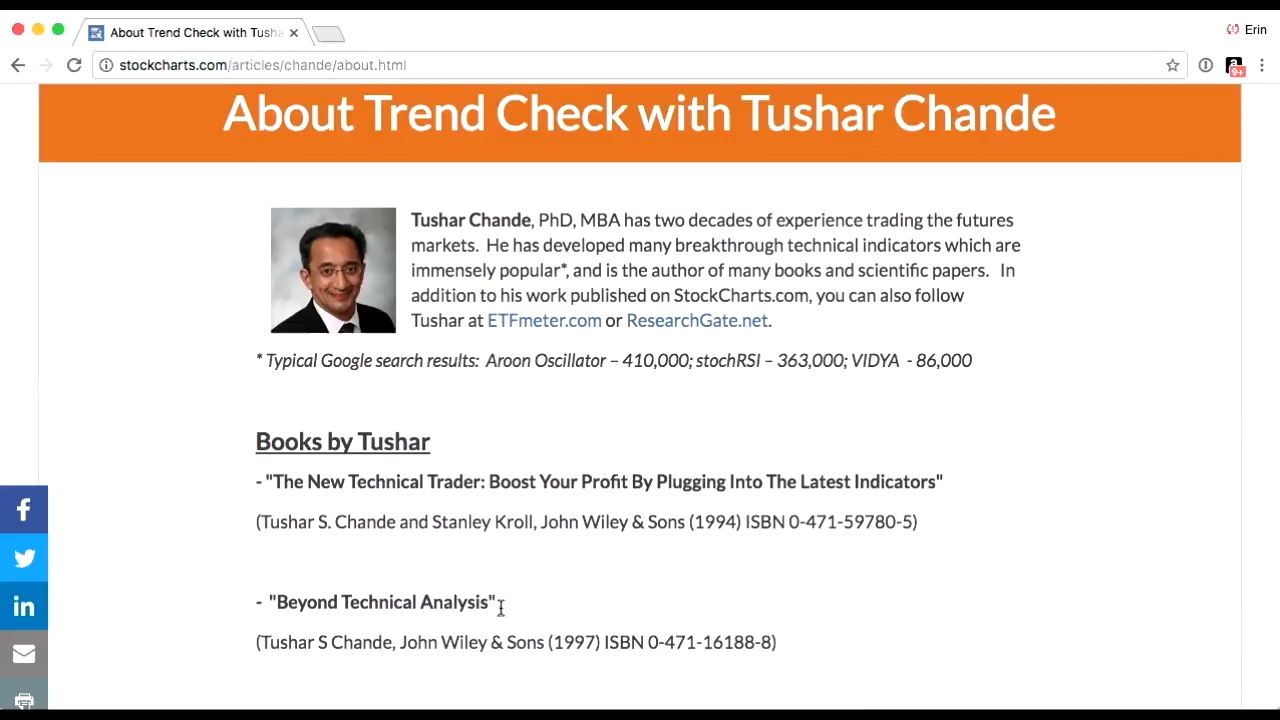 About Trend Check with Tusha
Erin
stockcharts.com/articles/chande/about.html
9+
About Trend Check with Tushar Chande
Tushar Chande, PhD, MBA has two decades of experience trading the futures
markets. He has developed many breakthrough technical indicators which are
immensely popular*, and is the author of many books and scientific papers. In
addition to his work published on StockCharts.com, you can also follow
Tushar at ETFmeter.com or ResearchGate.net.
* Typical Google search results: Aroon Oscillator – 410,000; stochRSI – 363,000; VIDYA - 86,000
Books by Tushar
- "The New Technical Trader: Boost Your Profit By Plugging Into The Latest Indicators"
(Tushar S. Chande and Stanley Kroll, John Wiley & Sons (1994) ISBN 0-471-59780-5)
- "Beyond Technical Analysis"
(Tushar S Chande, John Wiley & Sons (1997) ISBN 0-471-16188-8)